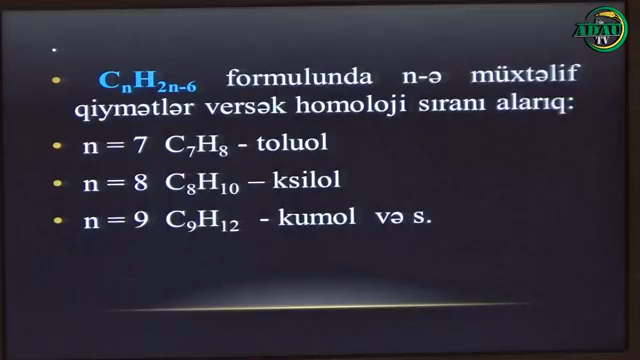 ADAU
TV
CₙH₂ₙ₋₆ formulunda n-ə müxtəlif
qiymətlər versək homoloji sıranı alarıq:
n = 7 C₇H₈ - toluol
n = 8 C₈H₁₀ – ksilol
n = 9 C₉H₁₂ - kumol və s.